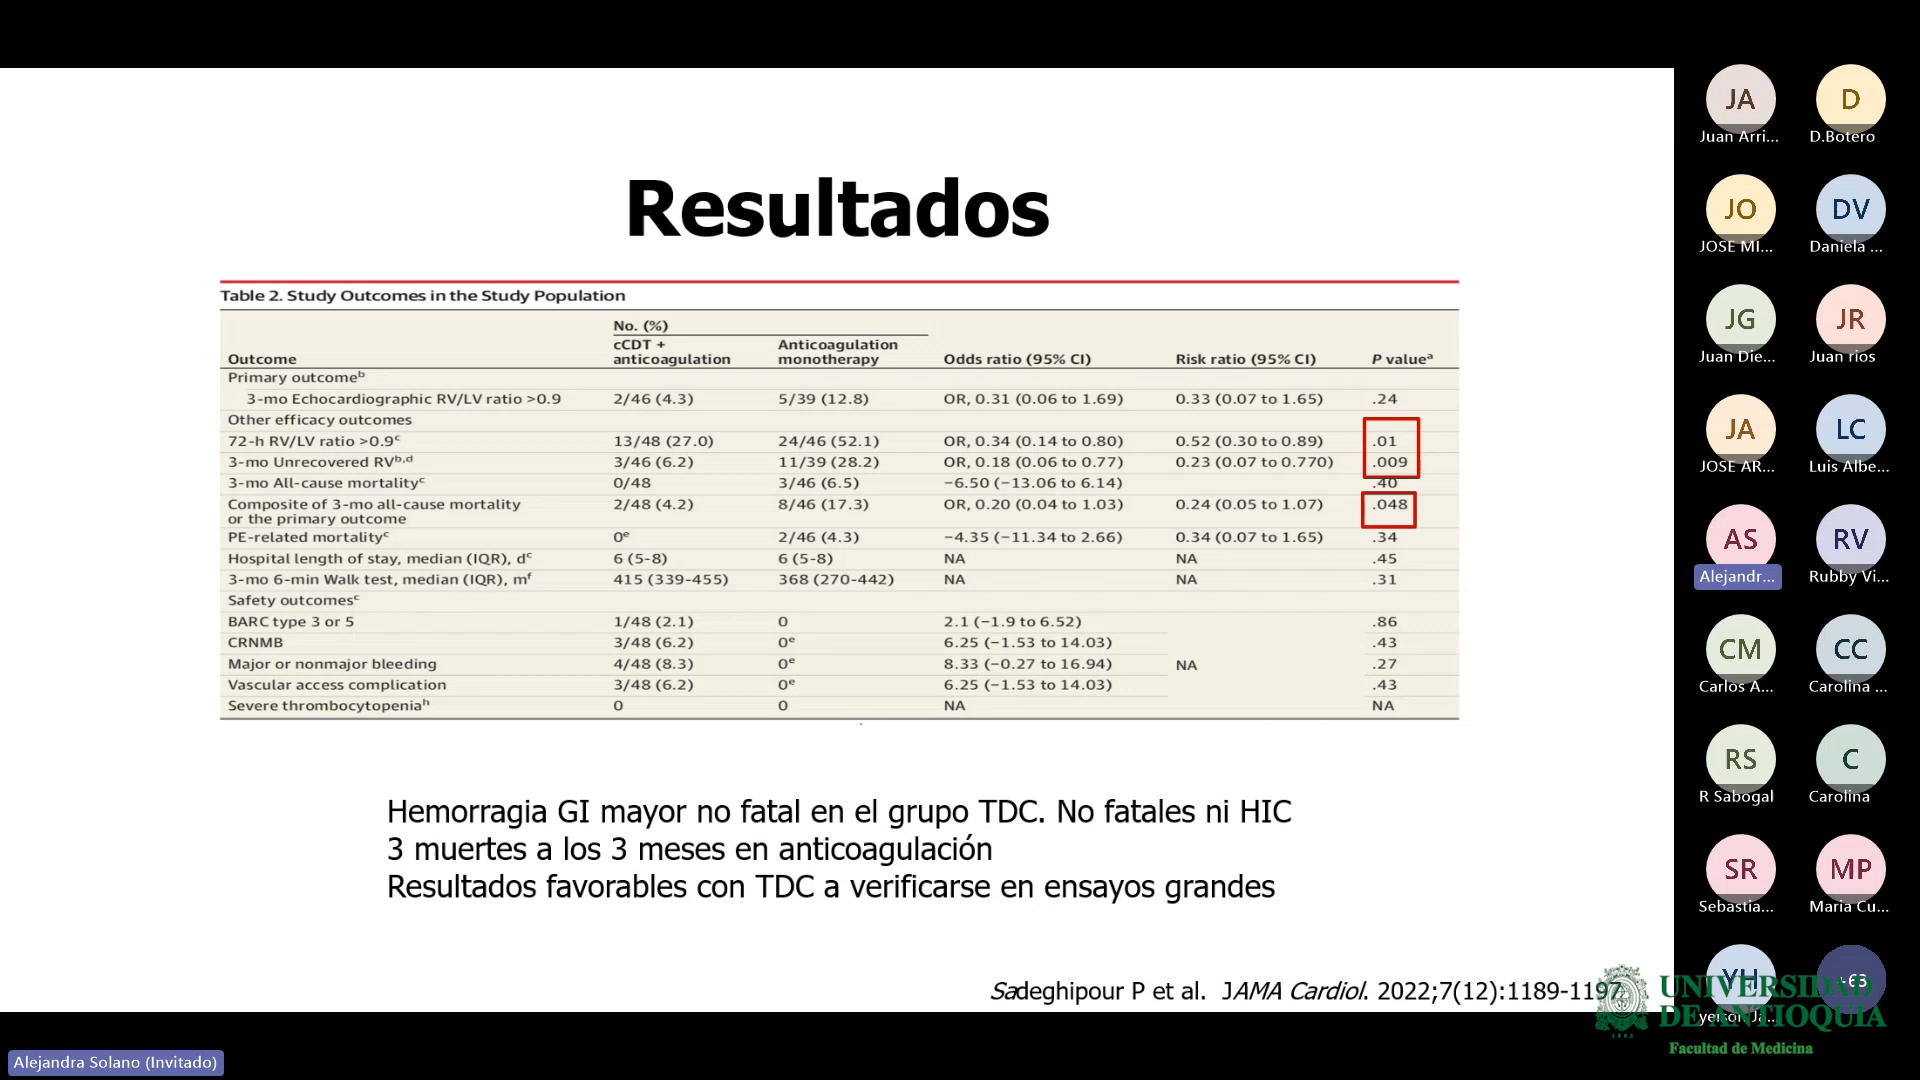 Resultados
Table 2. Study Outcomes in the Study Population
No. (%)
Outcome cCDT + anticoagulation Anticoagulation monotherapy Odds ratio (95% CI) Risk ratio (95% CI) P valueᵃ
Primary outcomeᵇ
3-mo Echocardiographic RV/LV ratio >0.9 2/46 (4.3) 5/39 (12.8) OR, 0.31 (0.06 to 1.69) 0.33 (0.07 to 1.65) .24
Other efficacy outcomes
72-h RV/LV ratio >0.9ᶜ 13/48 (27.0) 24/46 (52.1) OR, 0.34 (0.14 to 0.80) 0.52 (0.30 to 0.89) .01
3-mo Unrecovered RVᵇ,ᵈ 3/46 (6.2) 11/39 (28.2) OR, 0.18 (0.06 to 0.77) 0.23 (0.07 to 0.770) .009
3-mo All-cause mortalityᶜ 0/48 3/46 (6.5) −6.50 (−13.06 to 6.14) .40
Composite of 3-mo all-cause mortality or the primary outcome 2/48 (4.2) 8/46 (17.3) OR, 0.20 (0.04 to 1.03) 0.24 (0.05 to 1.07) .048
PE-related mortalityᶜ 0ᵉ 2/46 (4.3) −4.35 (−11.34 to 2.66) 0.34 (0.07 to 1.65) .34
Hospital length of stay, median (IQR), dᶜ 6 (5-8) 6 (5-8) NA NA .45
3-mo 6-min Walk test, median (IQR), mᶠ 415 (339-455) 368 (270-442) NA NA .31
Safety outcomesᶜ
BARC type 3 or 5 1/48 (2.1) 0 2.1 (−1.9 to 6.52) .86
CRNMB 3/48 (6.2) 0ᵉ 6.25 (−1.53 to 14.03) .43
Major or nonmajor bleeding 4/48 (8.3) 0ᵉ 8.33 (−0.27 to 16.94) NA .27
Vascular access complication 3/48 (6.2) 0ᵉ 6.25 (−1.53 to 14.03) .43
Severe thrombocytopeniaʰ 0 0 NA NA
Hemorragia GI mayor no fatal en el grupo TDC. No fatales ni HIC
3 muertes a los 3 meses en anticoagulación
Resultados favorables con TDC a verificarse en ensayos grandes
Sadeghipour P et al. JAMA Cardiol. 2022;7(12):1189-1197
JA D
Juan Arri... D.Botero
JO DV
JOSE MI... Daniela ...
JG JR
Juan Die... Juan rios
JA LC
JOSE AR... Luis Albe...
AS RV
Alejandr... Rubby Vi...
CM CC
Carlos A... Carolina ...
RS C
R Sabogal Carolina
SR MP
Sebastia... Maria Cu...
YH +63
UNIVERSIDAD
DE ANTIOQUIA
Facultad de Medicina
Alejandra Solano (Invitado)